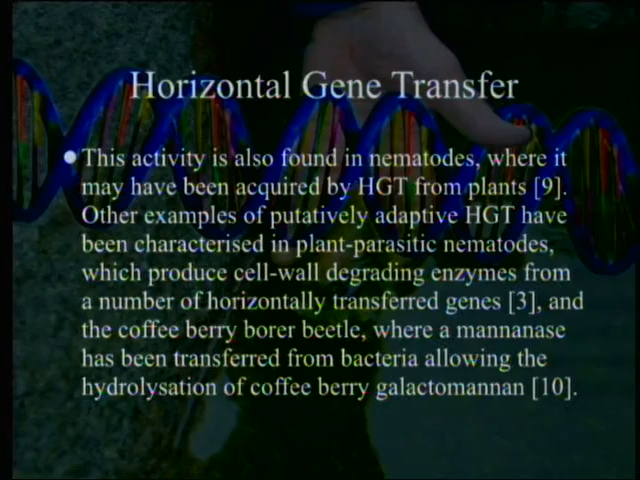 Horizontal Gene Transfer
This activity is also found in nematodes, where it
may have been acquired by HGT from plants [9].
Other examples of putatively adaptive HGT have
been characterised in plant-parasitic nematodes,
which produce cell-wall degrading enzymes from
a number of horizontally transferred genes [3], and
the coffee berry borer beetle, where a mannanase
has been transferred from bacteria allowing the
hydrolysation of coffee berry galactomannan [10].